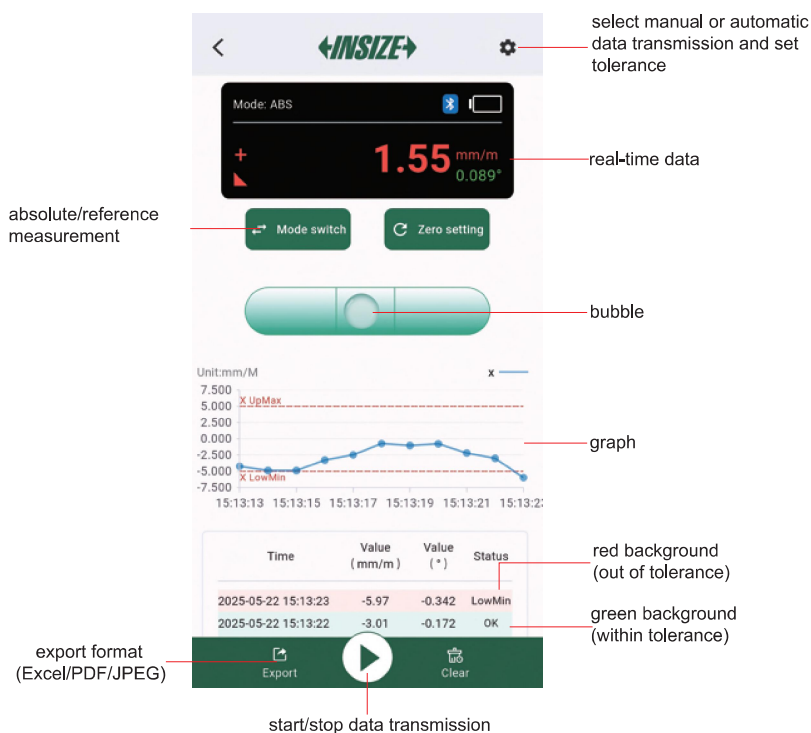 select manual or automatic
data transmission and set
tolerance
INSIZE
Mode: ABS
+
1.55 mm/m
0.089°
real-time data
absolute/reference
measurement
Mode switch
Zero setting
bubble
Unit:mm/M
x
7.500
X UpMax
5.000
2.500
0.000
-2.500
-5.000
X LowMin
-7.500
graph
15:13:13 15:13:15 15:13:17 15:13:19 15:13:21 15:13:23
Time Value (mm/m) Value (°) Status
red background
(out of tolerance)
2025-05-22 15:13:23 -5.97 -0.342 LowMin
2025-05-22 15:13:22 -3.01 -0.172 OK
green background
(within tolerance)
export format
(Excel/PDF/JPEG)
Export
Clear
start/stop data transmission